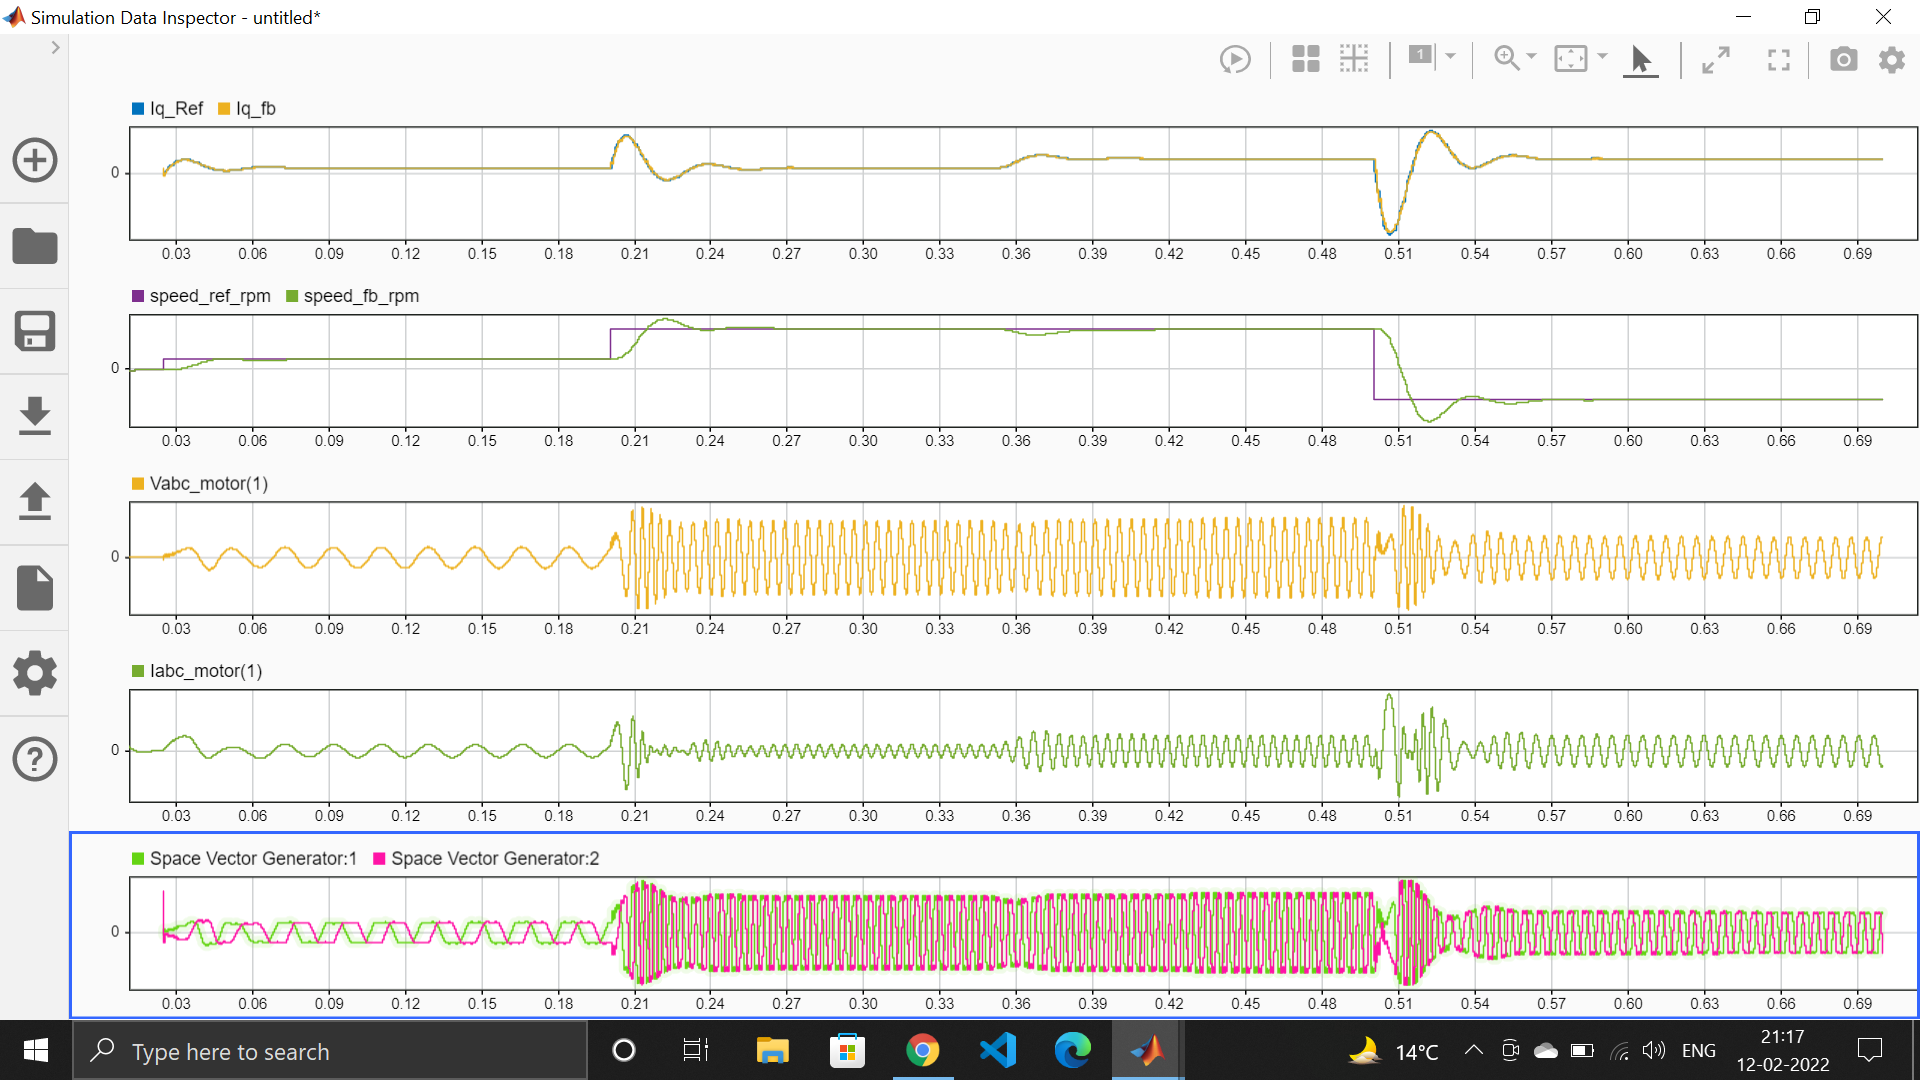 Simulation Data Inspector - untitled*
1
Iq_Ref Iq_fb
0
0.03 0.06 0.09 0.12 0.15 0.18 0.21 0.24 0.27 0.30 0.33 0.36 0.39 0.42 0.45 0.48 0.51 0.54 0.57 0.60 0.63 0.66 0.69
speed_ref_rpm speed_fb_rpm
0
0.03 0.06 0.09 0.12 0.15 0.18 0.21 0.24 0.27 0.30 0.33 0.36 0.39 0.42 0.45 0.48 0.51 0.54 0.57 0.60 0.63 0.66 0.69
Vabc_motor(1)
0
0.03 0.06 0.09 0.12 0.15 0.18 0.21 0.24 0.27 0.30 0.33 0.36 0.39 0.42 0.45 0.48 0.51 0.54 0.57 0.60 0.63 0.66 0.69
Iabc_motor(1)
0
0.03 0.06 0.09 0.12 0.15 0.18 0.21 0.24 0.27 0.30 0.33 0.36 0.39 0.42 0.45 0.48 0.51 0.54 0.57 0.60 0.63 0.66 0.69
Space Vector Generator:1 Space Vector Generator:2
0
0.03 0.06 0.09 0.12 0.15 0.18 0.21 0.24 0.27 0.30 0.33 0.36 0.39 0.42 0.45 0.48 0.51 0.54 0.57 0.60 0.63 0.66 0.69
Type here to search
14°C
ENG
21:17
12-02-2022